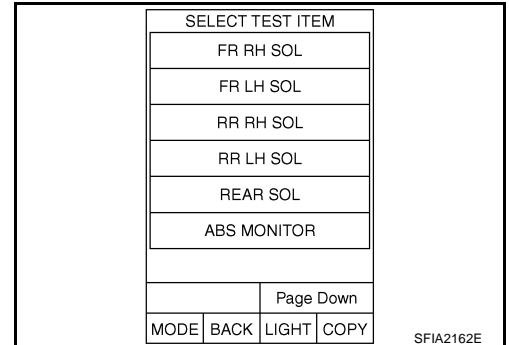 SELECT TEST ITEM
FR RH SOL
FR LH SOL
RR RH SOL
RR LH SOL
REAR SOL
ABS MONITOR
Page Down
MODE BACK LIGHT COPY
SFIA2162E